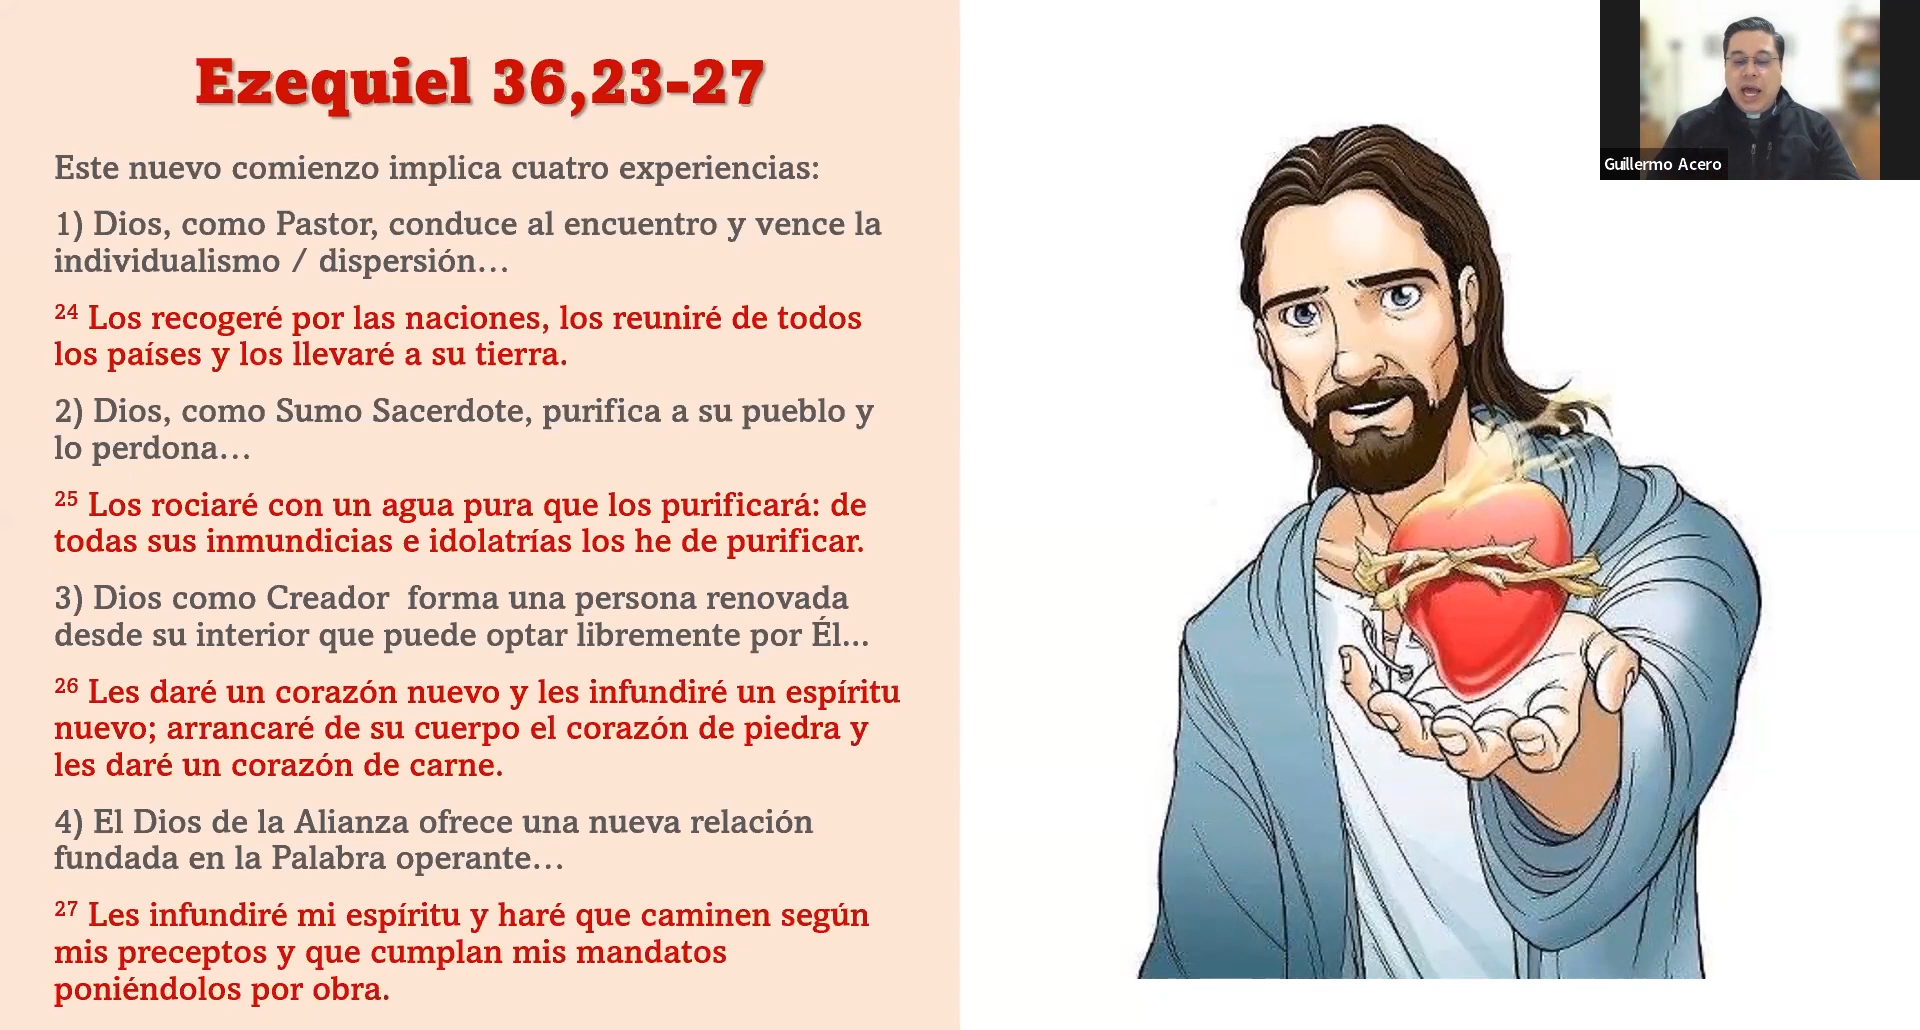 Ezequiel 36,23-27
Este nuevo comienzo implica cuatro experiencias:
1) Dios, como Pastor, conduce al encuentro y vence la
individualismo / dispersión…
24 Los recogeré por las naciones, los reuniré de todos
los países y los llevaré a su tierra.
2) Dios, como Sumo Sacerdote, purifica a su pueblo y
lo perdona…
25 Los rociaré con un agua pura que los purificará: de
todas sus inmundicias e idolatrías los he de purificar.
3) Dios como Creador  forma una persona renovada
desde su interior que puede optar libremente por Él...
26 Les daré un corazón nuevo y les infundiré un espíritu
nuevo; arrancaré de su cuerpo el corazón de piedra y
les daré un corazón de carne.
4) El Dios de la Alianza ofrece una nueva relación
fundada en la Palabra operante…
27 Les infundiré mi espíritu y haré que caminen según
mis preceptos y que cumplan mis mandatos
poniéndolos por obra.
Guillermo Acero